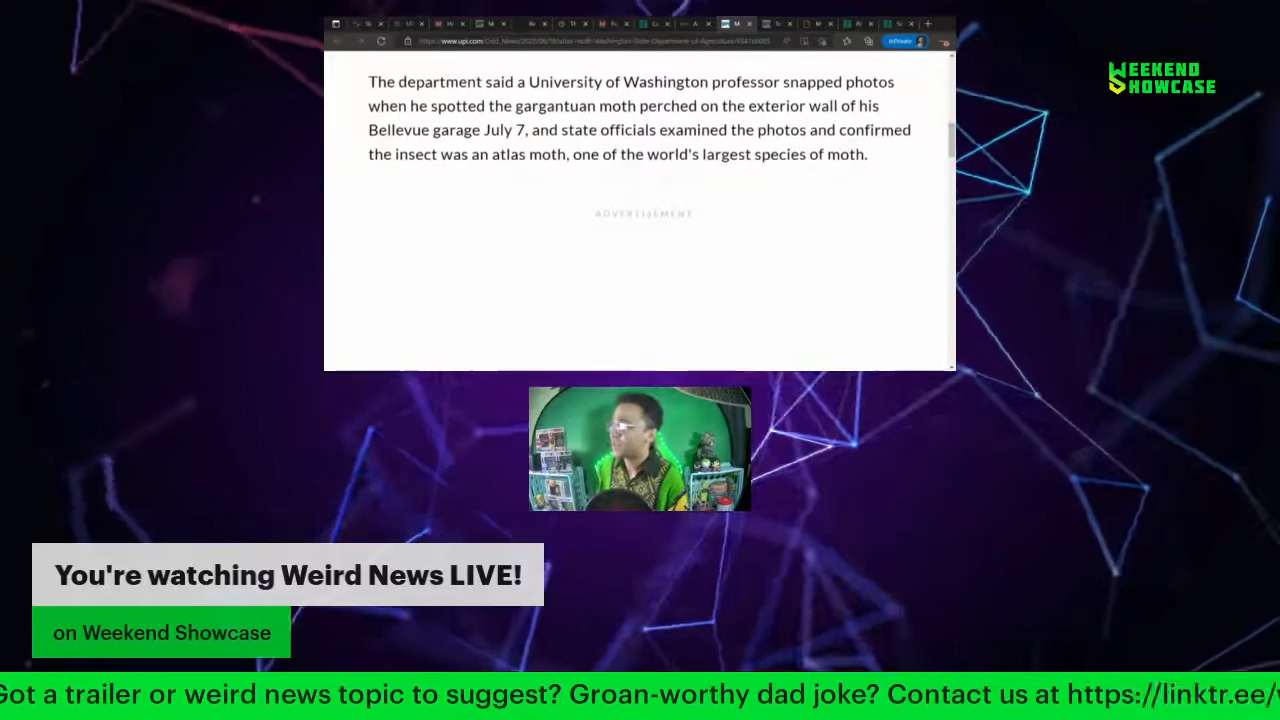 WEEKEND
SHOWCASE
The department said a University of Washington professor snapped photos
when he spotted the gargantuan moth perched on the exterior wall of his
Bellevue garage July 7, and state officials examined the photos and confirmed
the insect was an atlas moth, one of the world's largest species of moth.
ADVERTISEMENT
You're watching Weird News LIVE!
on Weekend Showcase
Got a trailer or weird news topic to suggest? Groan-worthy dad joke? Contact us at https://linktr.ee/